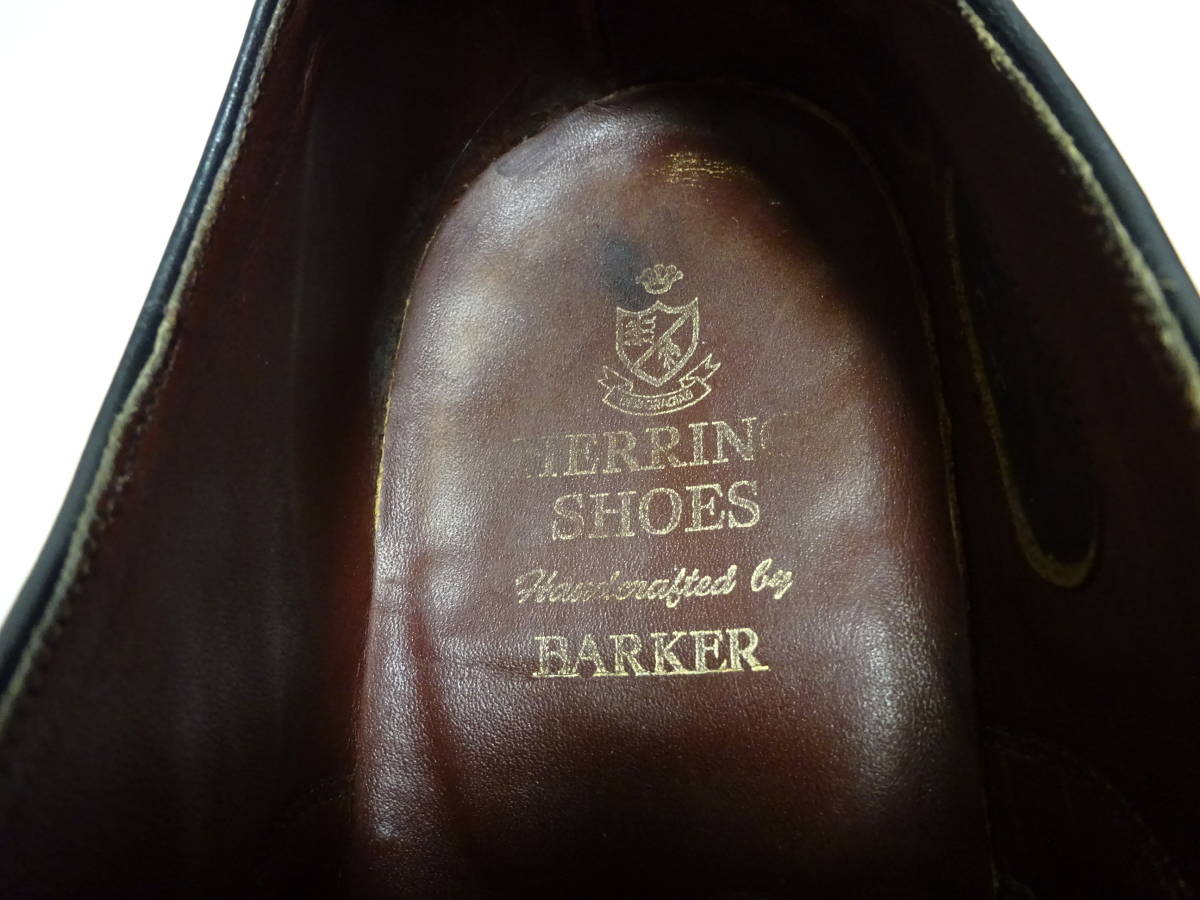 HERRING
SHOES
Handcrafted by
BARKER